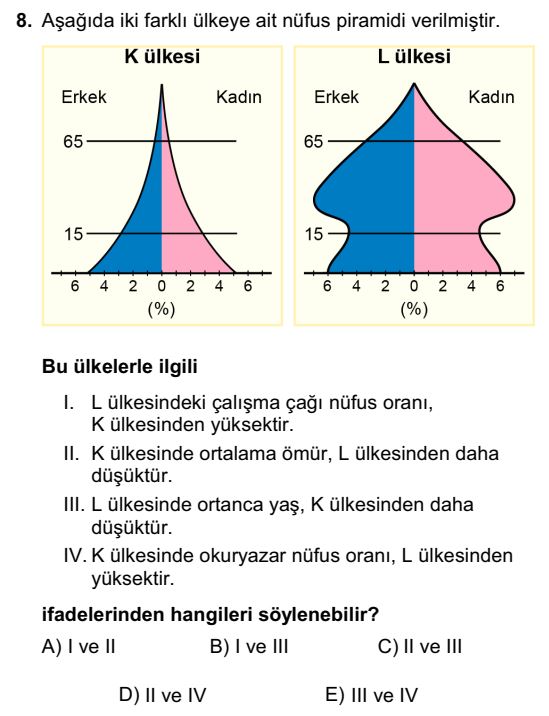 8. Aşağıda iki farklı ülkeye ait nüfus piramidi verilmiştir.
K ülkesi
Erkek Kadın
65
15
6 4 2 0 2 4 6
(%)
L ülkesi
Erkek Kadın
65
15
6 4 2 0 2 4 6
(%)
Bu ülkelerle ilgili
I. L ülkesindeki çalışma çağı nüfus oranı,
K ülkesinden yüksektir.
II. K ülkesinde ortalama ömür, L ülkesinden daha
düşüktür.
III. L ülkesinde ortanca yaş, K ülkesinden daha
düşüktür.
IV. K ülkesinde okuryazar nüfus oranı, L ülkesinden
yüksektir.
ifadelerinden hangileri söylenebilir?
A) I ve II B) I ve III C) II ve III
D) II ve IV E) III ve IV